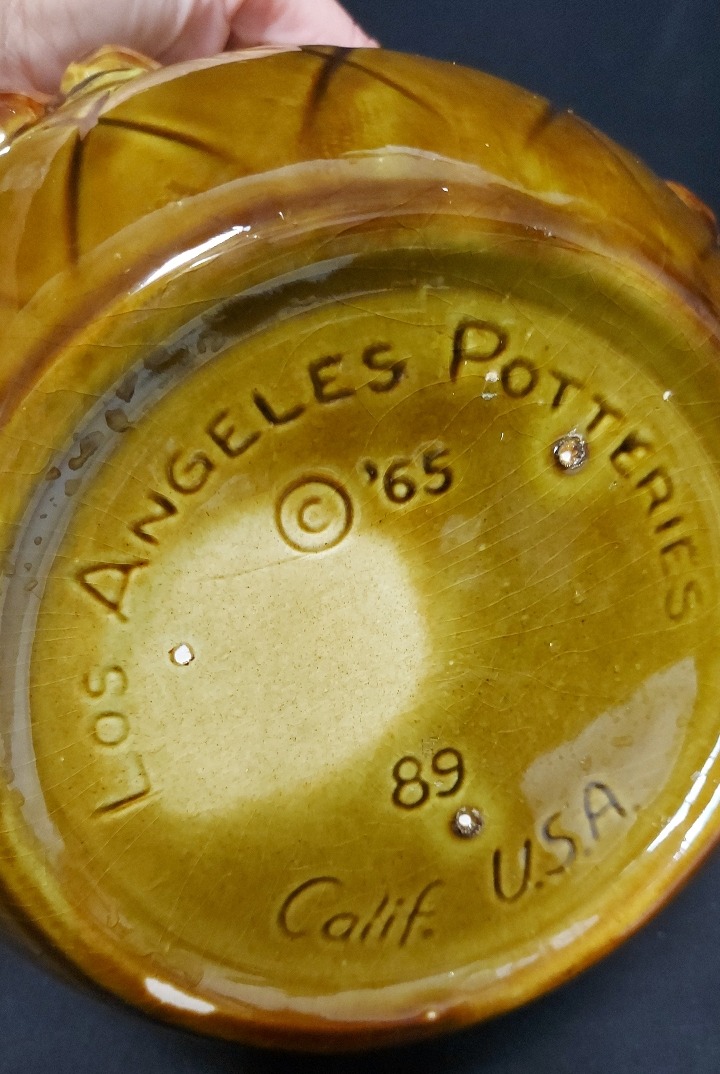 LOS ANGELES POTTERIES
© '65
89
Calif. U.S.A.